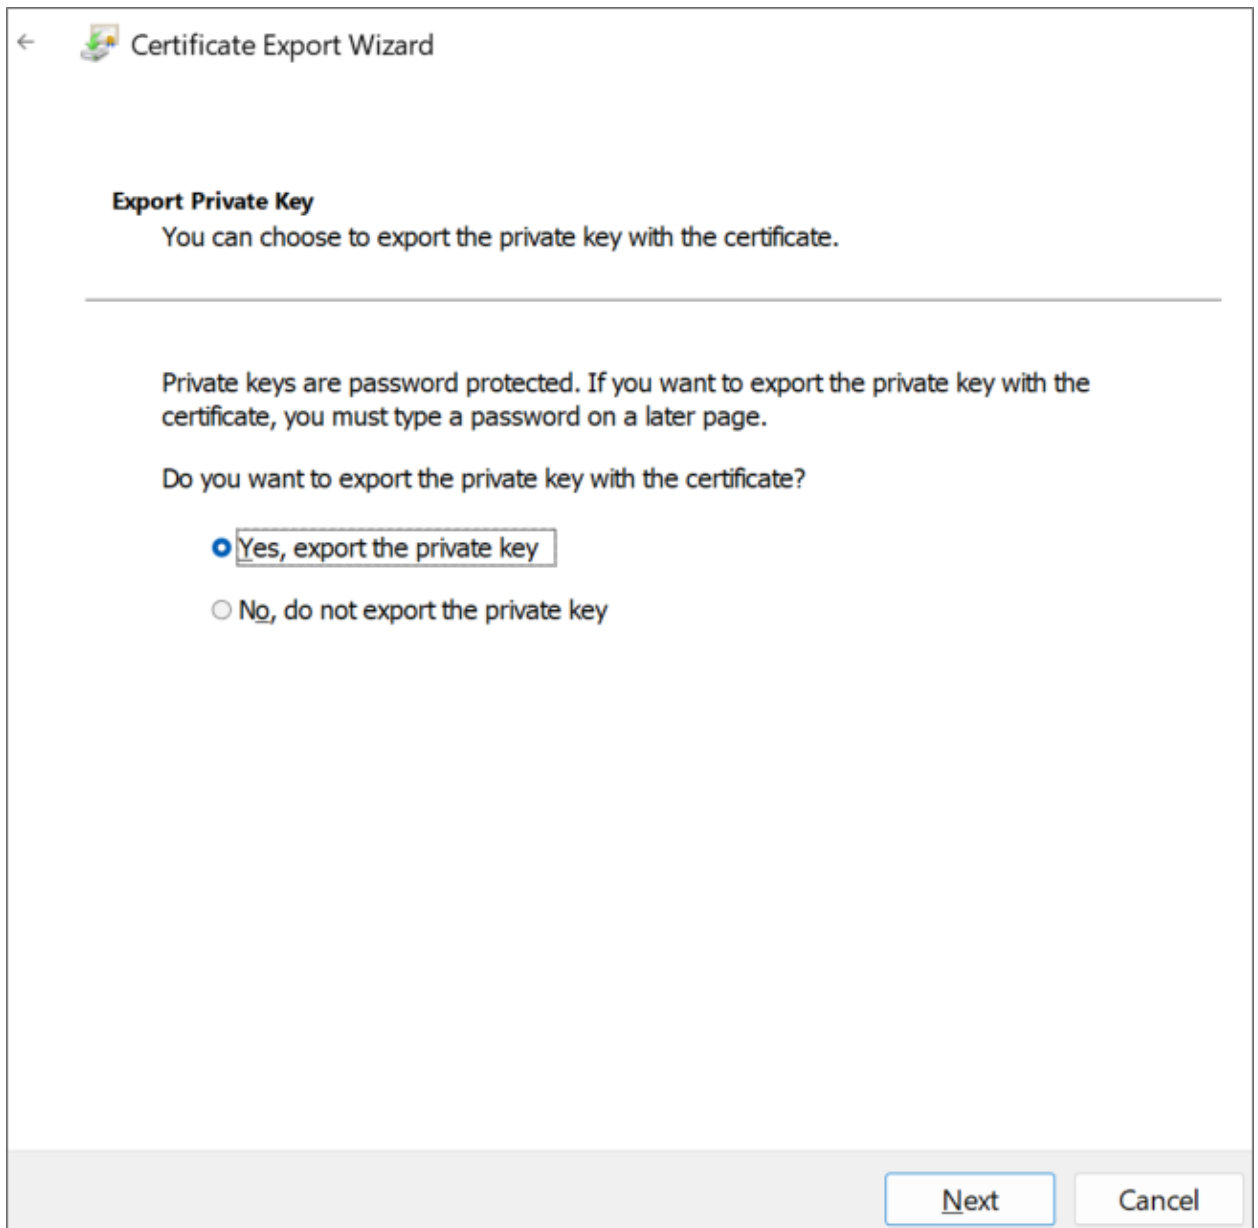 Certificate Export Wizard
Export Private Key
You can choose to export the private key with the certificate.
Private keys are password protected. If you want to export the private key with the
certificate, you must type a password on a later page.
Do you want to export the private key with the certificate?
Yes, export the private key
No, do not export the private key
Next Cancel